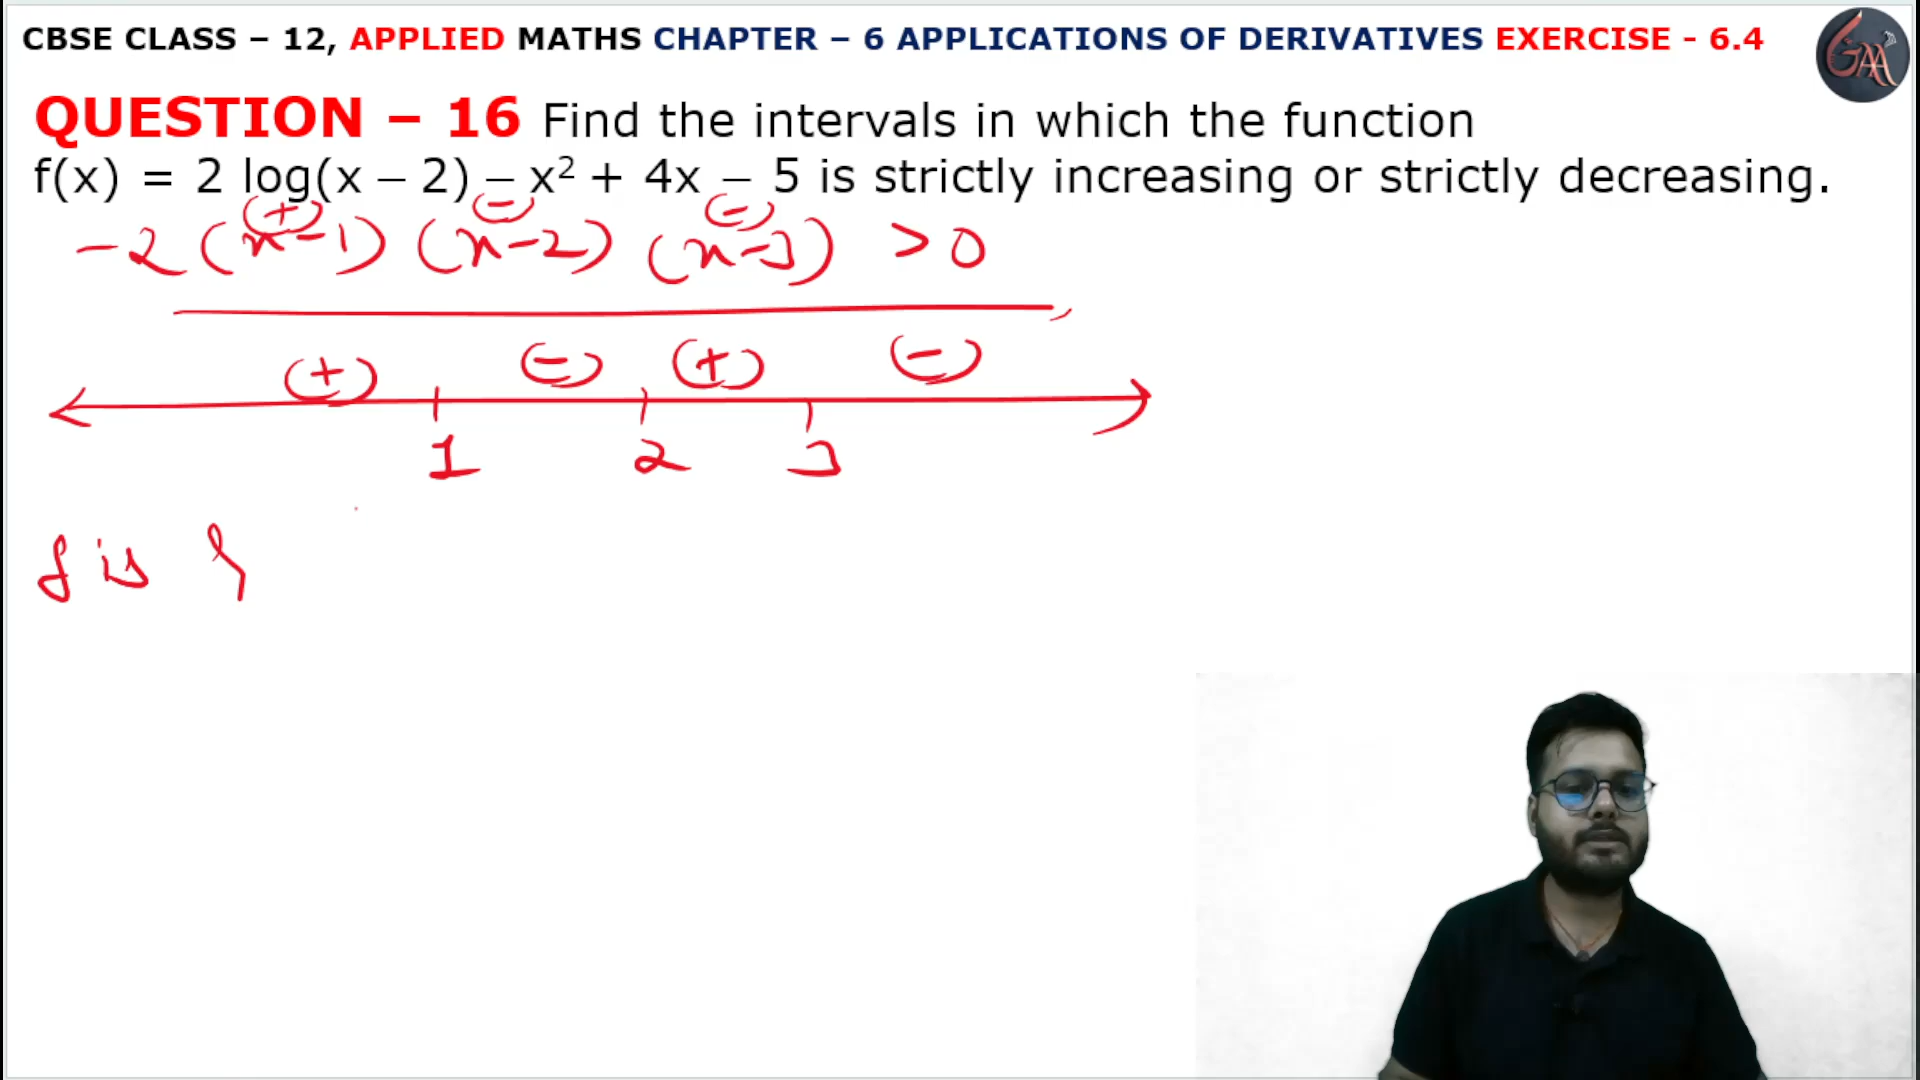 CBSE CLASS – 12, APPLIED MATHS CHAPTER – 6 APPLICATIONS OF DERIVATIVES EXERCISE - 6.4
QUESTION – 16 Find the intervals in which the function
f(x) = 2 log(x – 2) – x² + 4x – 5 is strictly increasing or strictly decreasing.
(+) (–) (–)
–2 (x–1) (x–2) (x–3) > 0
(+) (–) (+) (–)
1 2 3
f is